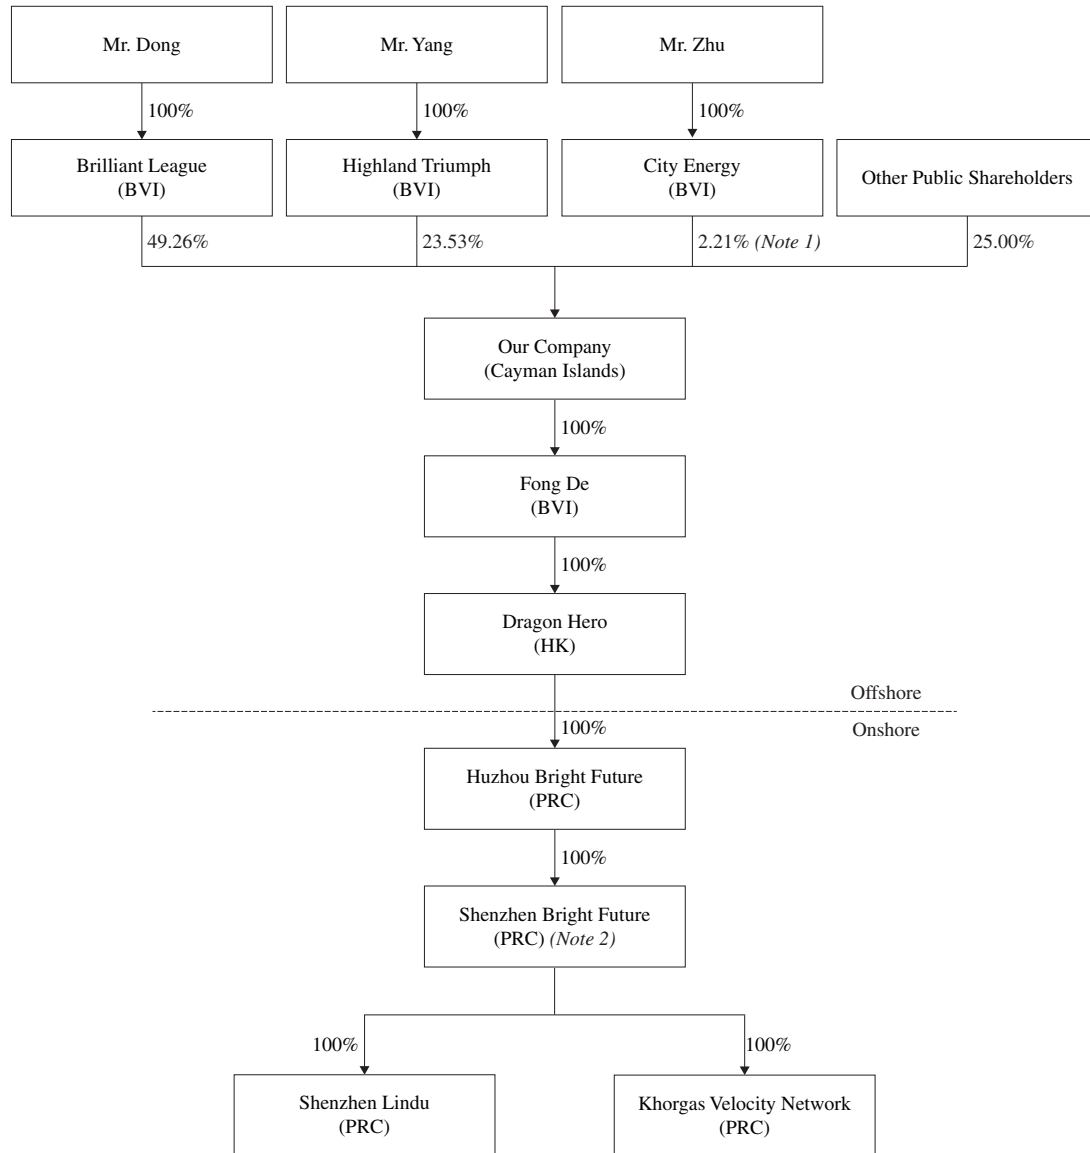 Mr. Dong
Mr. Yang
Mr. Zhu
100%
100%
100%
Brilliant League
(BVI)
Highland Triumph
(BVI)
City Energy
(BVI)
Other Public Shareholders
49.26%
23.53%
2.21% (Note 1)
25.00%
Our Company
(Cayman Islands)
100%
Fong De
(BVI)
100%
Dragon Hero
(HK)
Offshore
Onshore
100%
Huzhou Bright Future
(PRC)
100%
Shenzhen Bright Future
(PRC) (Note 2)
100%
100%
Shenzhen Lindu
(PRC)
Khorgas Velocity Network
(PRC)